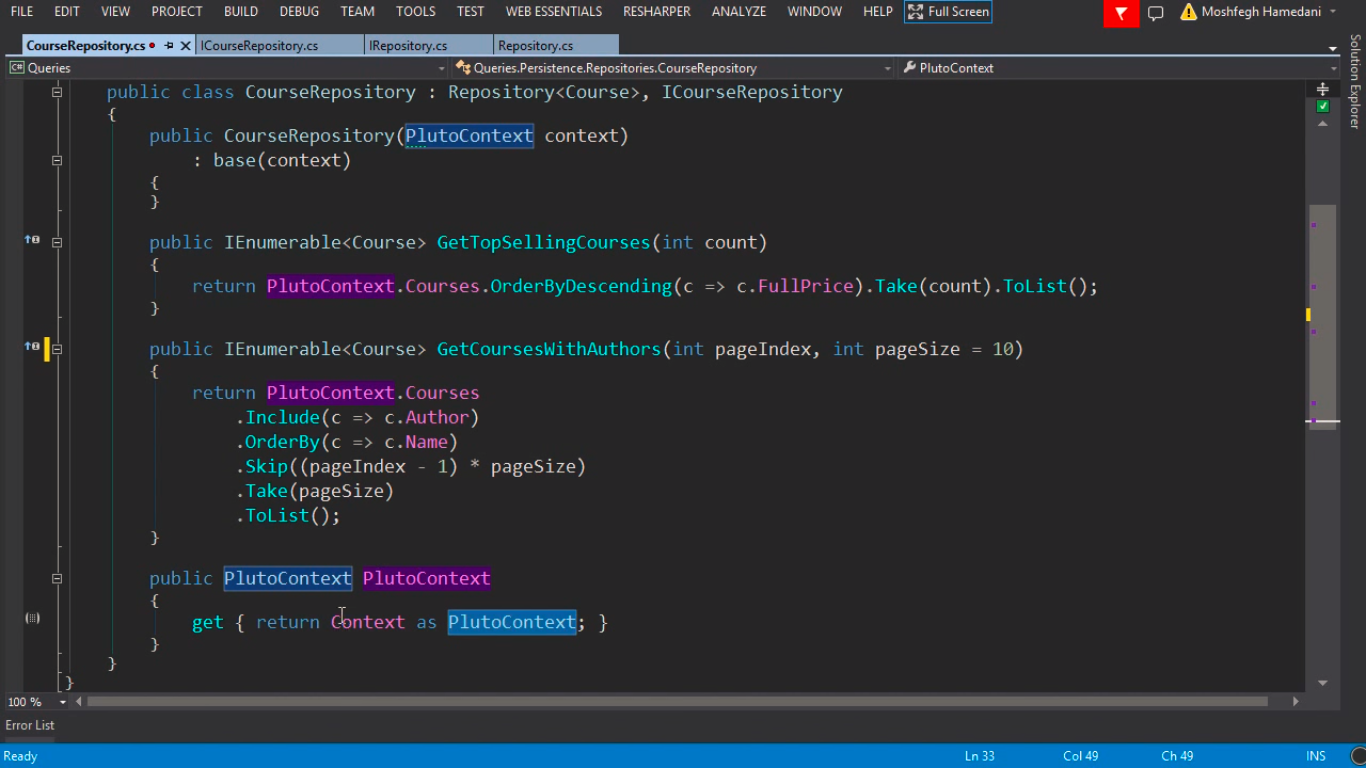 FILE EDIT VIEW PROJECT BUILD DEBUG TEAM TOOLS TEST WEB ESSENTIALS RESHARPER ANALYZE WINDOW HELP Full Screen Moshfegh Hamedani
CourseRepository.cs ICourseRepository.cs IRepository.cs Repository.cs
C# Queries Queries.Persistence.Repositories.CourseRepository PlutoContext
Solution Explorer
public class CourseRepository : Repository<Course>, ICourseRepository
{
public CourseRepository(PlutoContext context)
: base(context)
{
}
public IEnumerable<Course> GetTopSellingCourses(int count)
{
return PlutoContext.Courses.OrderByDescending(c => c.FullPrice).Take(count).ToList();
}
public IEnumerable<Course> GetCoursesWithAuthors(int pageIndex, int pageSize = 10)
{
return PlutoContext.Courses
.Include(c => c.Author)
.OrderBy(c => c.Name)
.Skip((pageIndex - 1) * pageSize)
.Take(pageSize)
.ToList();
}
public PlutoContext PlutoContext
{
get { return Context as PlutoContext; }
}
}
}
100 %
Error List
Ready Ln 33 Col 49 Ch 49 INS